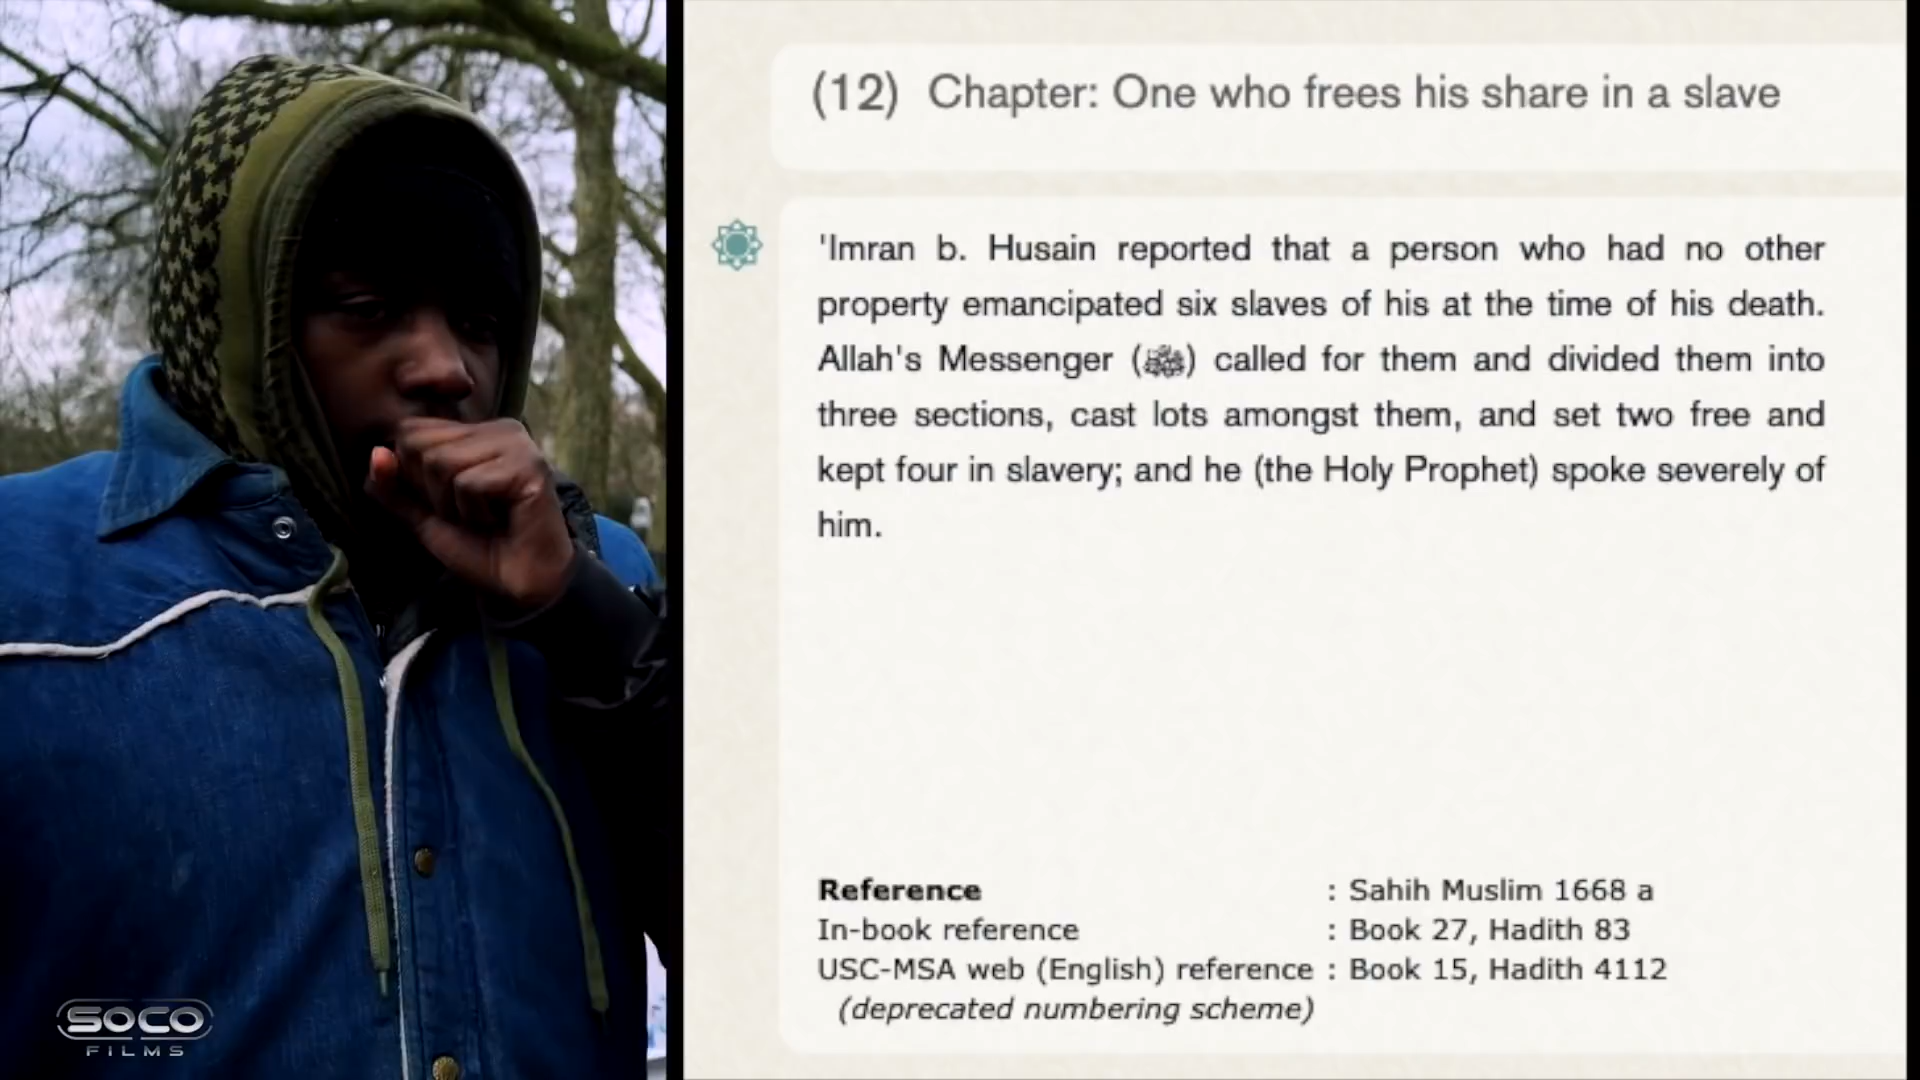 (12) Chapter: One who frees his share in a slave
'Imran b. Husain reported that a person who had no other
property emancipated six slaves of his at the time of his death.
Allah's Messenger (ﷺ) called for them and divided them into
three sections, cast lots amongst them, and set two free and
kept four in slavery; and he (the Holy Prophet) spoke severely of
him.
Reference : Sahih Muslim 1668 a
In-book reference : Book 27, Hadith 83
USC-MSA web (English) reference : Book 15, Hadith 4112
(deprecated numbering scheme)
SOCO
FILMS